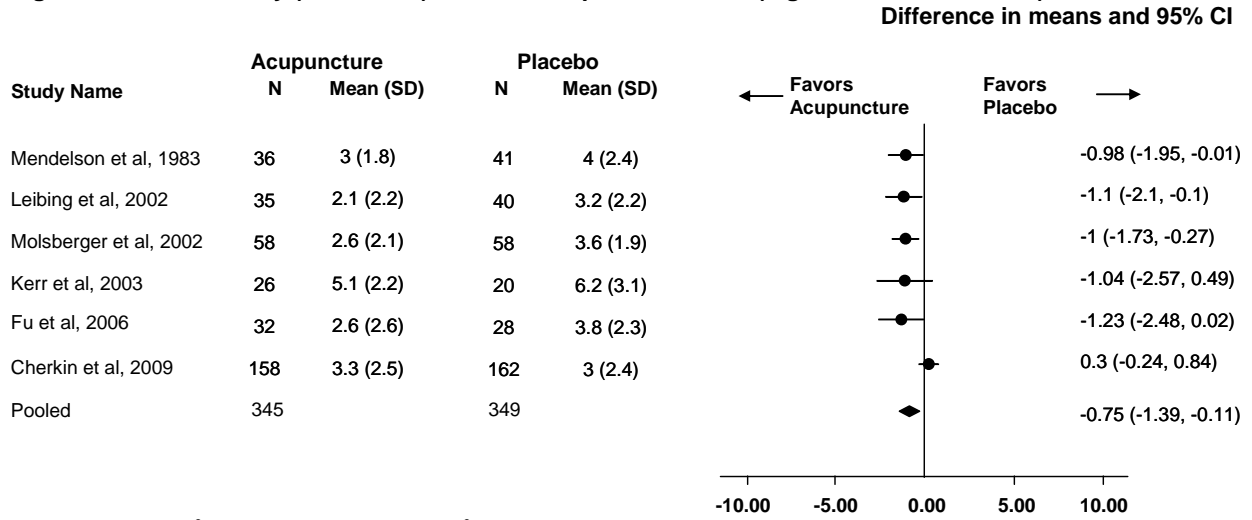 Difference in means and 95% CI
Acupuncture Placebo
Study Name N Mean (SD) N Mean (SD) Favors Acupuncture Favors Placebo
Mendelson et al, 1983 36 3 (1.8) 41 4 (2.4) -0.98 (-1.95, -0.01)
Leibing et al, 2002 35 2.1 (2.2) 40 3.2 (2.2) -1.1 (-2.1, -0.1)
Molsberger et al, 2002 58 2.6 (2.1) 58 3.6 (1.9) -1 (-1.73, -0.27)
Kerr et al, 2003 26 5.1 (2.2) 20 6.2 (3.1) -1.04 (-2.57, 0.49)
Fu et al, 2006 32 2.6 (2.6) 28 3.8 (2.3) -1.23 (-2.48, 0.02)
Cherkin et al, 2009 158 3.3 (2.5) 162 3 (2.4) 0.3 (-0.24, 0.84)
Pooled 345 349 -0.75 (-1.39, -0.11)
-10.00 -5.00 0.00 5.00 10.00